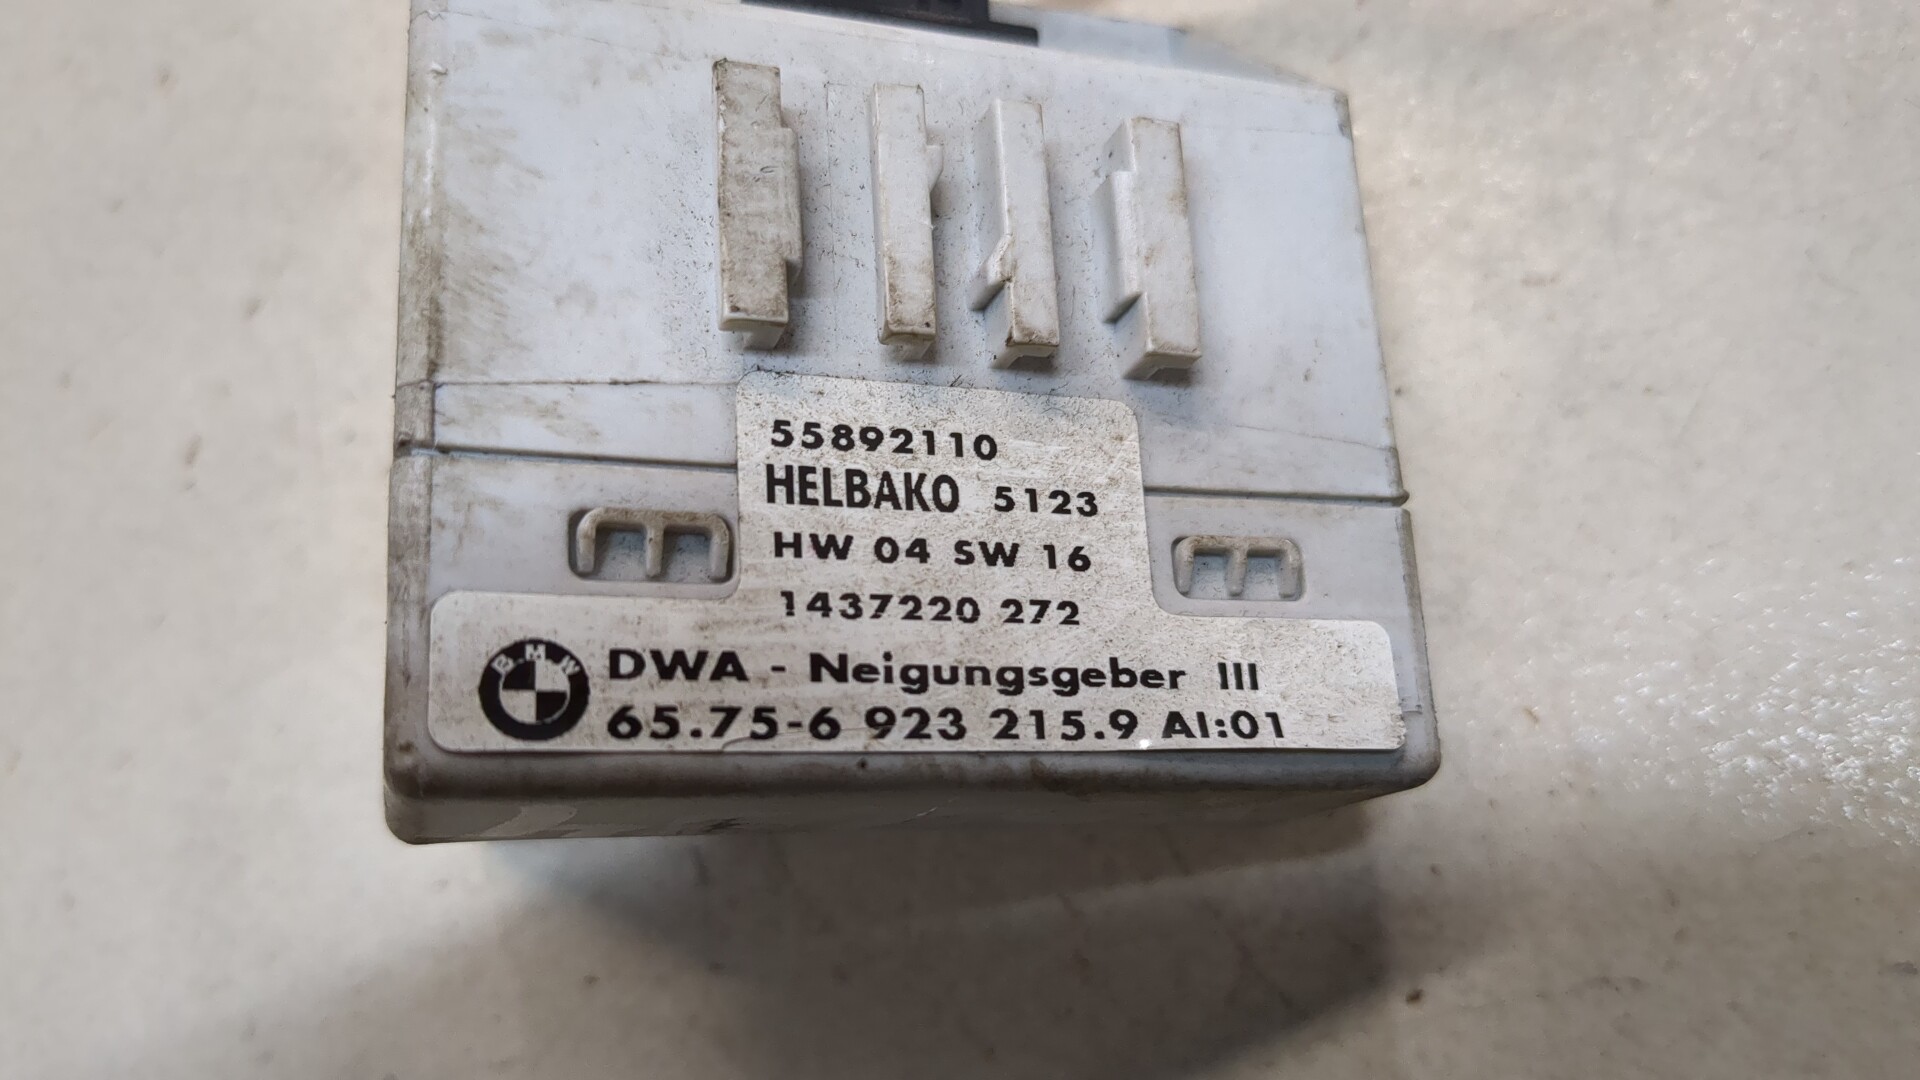 55892110
HELBAKO 5123
HW 04 SW 16
1437220 272
BMW DWA - Neigungsgeber III
65.75-6 923 215.9 AI:01